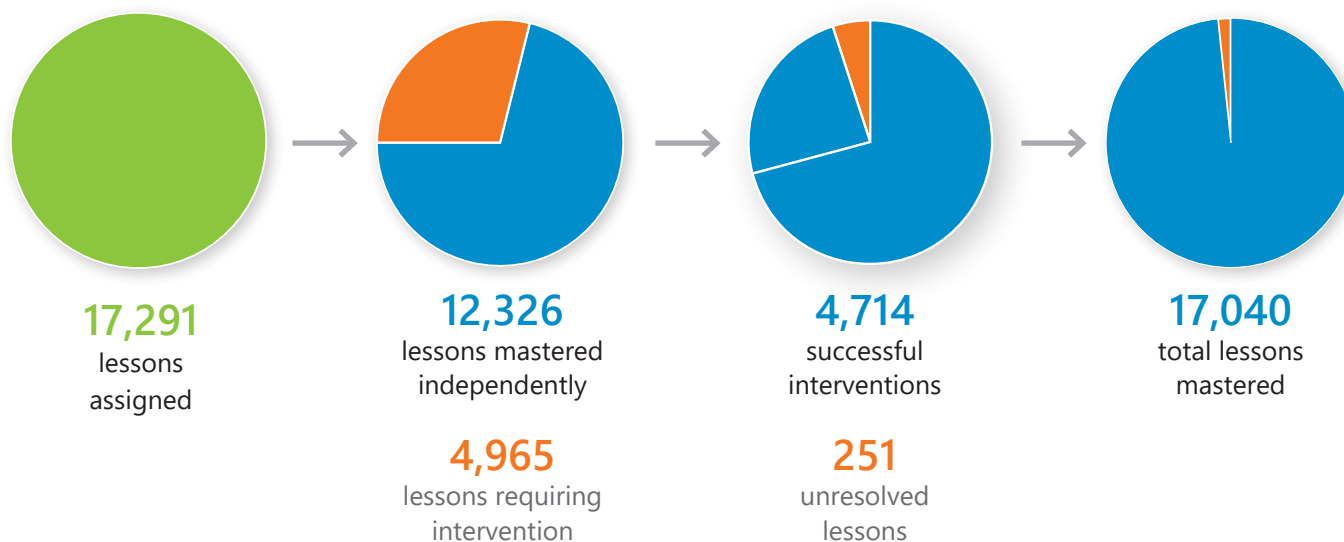 17,291
lessons
assigned
12,326
lessons mastered
independently
4,965
lessons requiring
intervention
4,714
successful
interventions
251
unresolved
lessons
17,040
total lessons
mastered